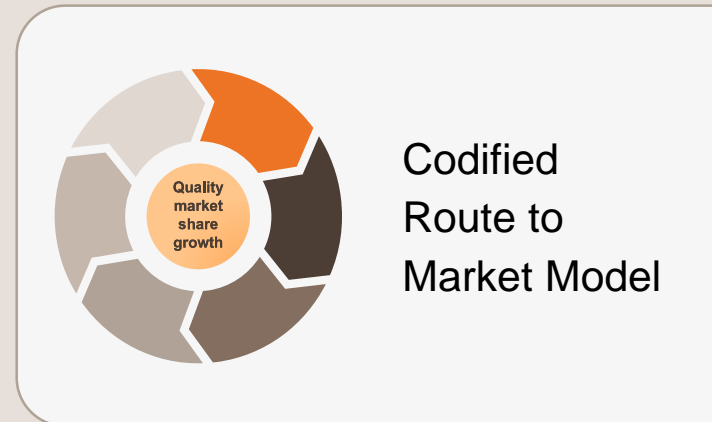 Quality
market
share
growth
Codified
Route to
Market Model